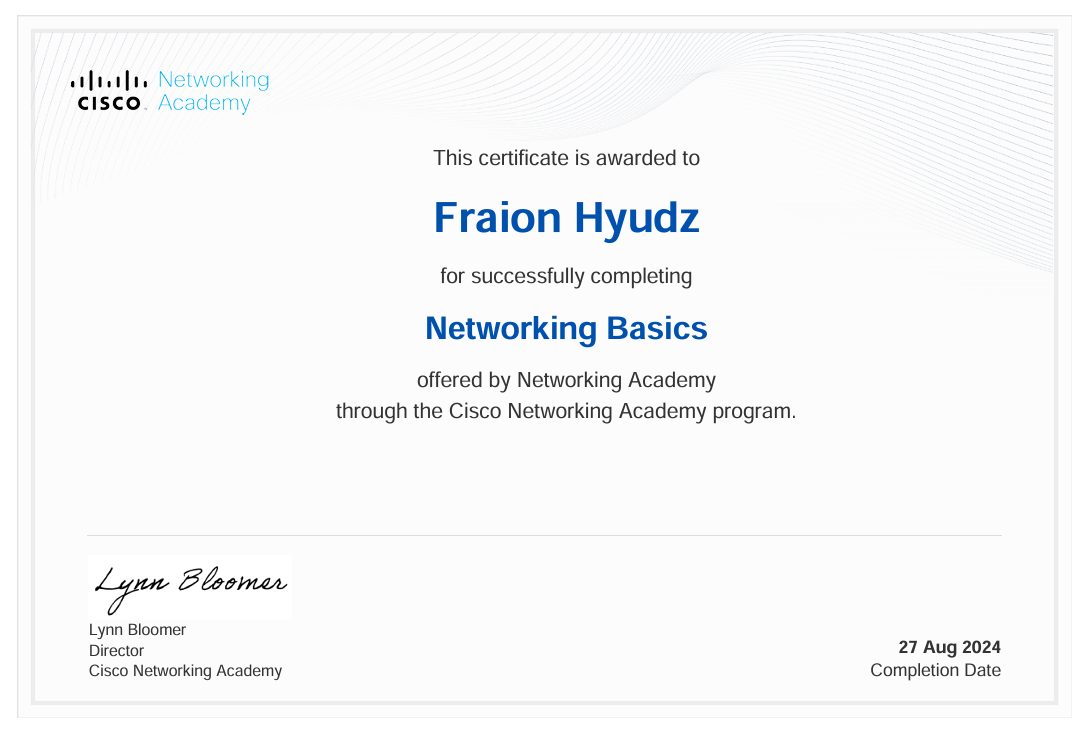 Networking
CISCO Academy
This certificate is awarded to
Fraion Hyudz
for successfully completing
Networking Basics
offered by Networking Academy
through the Cisco Networking Academy program.
Lynn Bloomer
Lynn Bloomer
Director
Cisco Networking Academy
27 Aug 2024
Completion Date